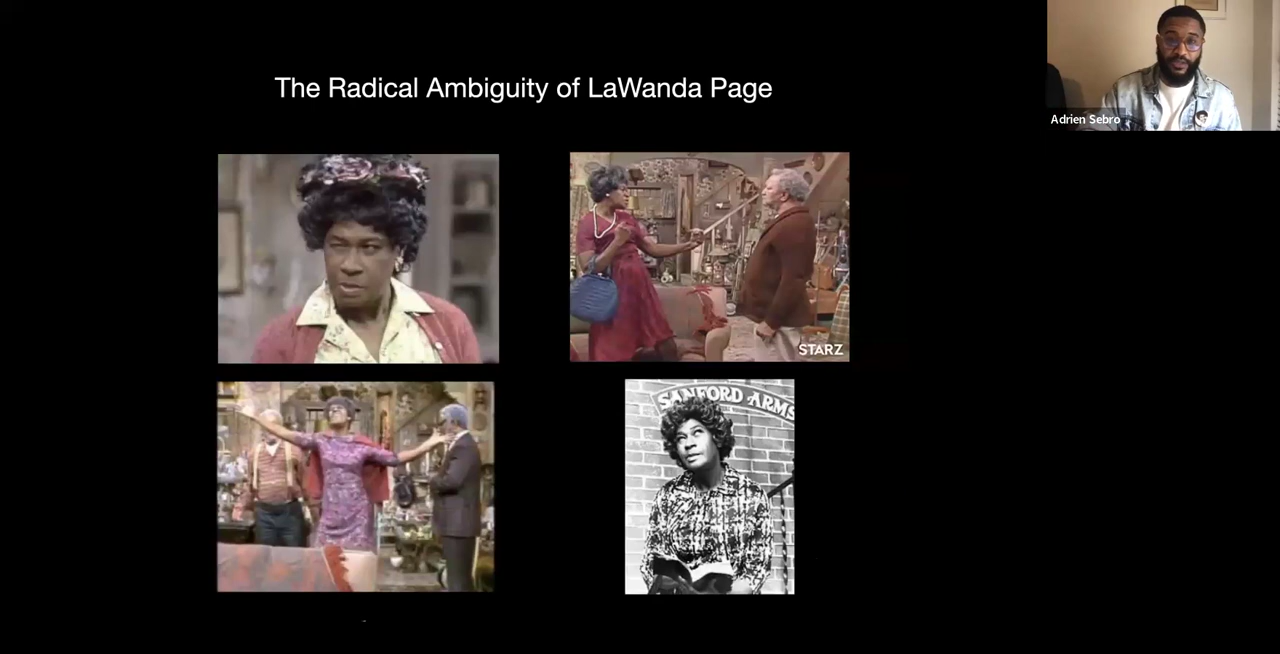 The Radical Ambiguity of LaWanda Page
Adrien Sebro
STARZ
SANFORD ARMS